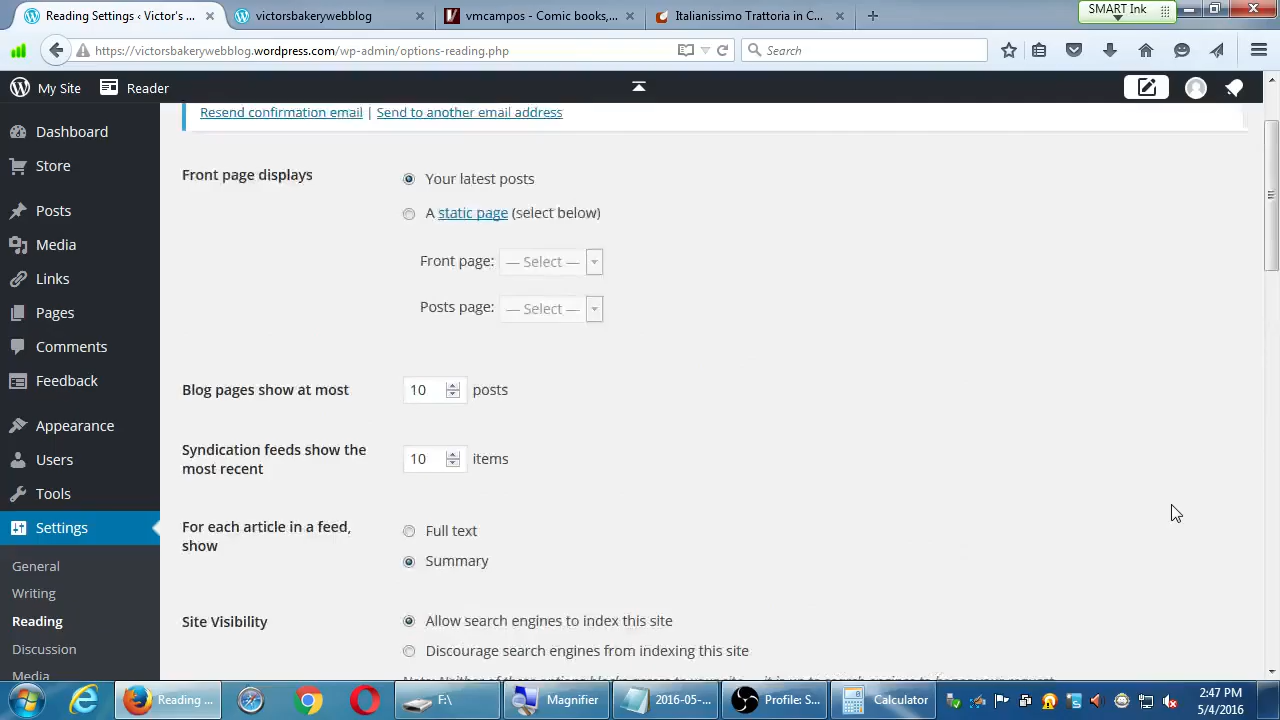 Reading Settings ‹ Victor's ...
victorsbakerywebblog
vmcampos - Comic books,...
Italianissimo Trattoria in C...
SMART Ink
https://victorsbakerywebblog.wordpress.com/wp-admin/options-reading.php
Search
My Site
Reader
Resend confirmation email | Send to another email address
Dashboard
Store
Posts
Media
Links
Pages
Comments
Feedback
Appearance
Users
Tools
Settings
General
Writing
Reading
Discussion
Media
Front page displays
Your latest posts
A static page (select below)
Front page: — Select —
Posts page: — Select —
Blog pages show at most
10 posts
Syndication feeds show the
most recent
10 items
For each article in a feed,
show
Full text
Summary
Site Visibility
Allow search engines to index this site
Discourage search engines from indexing this site
Reading ...
F:\
Magnifier
2016-05-...
Profile: S...
Calculator
2:47 PM
5/4/2016